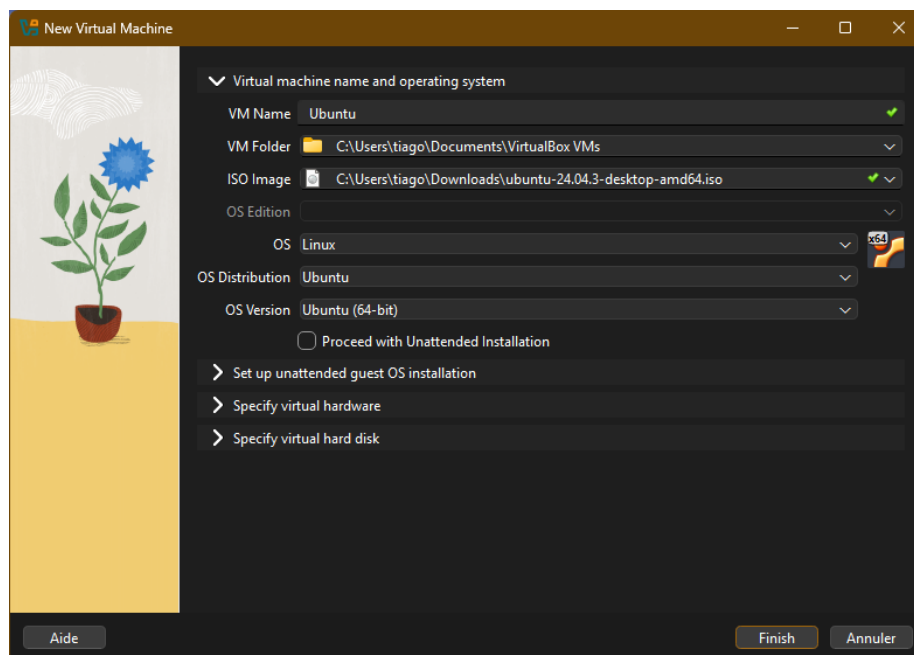 New Virtual Machine
Virtual machine name and operating system
VM Name Ubuntu
VM Folder C:\Users\tiago\Documents\VirtualBox VMs
ISO Image C:\Users\tiago\Downloads\ubuntu-24.04.3-desktop-amd64.iso
OS Edition
OS Linux x64
OS Distribution Ubuntu
OS Version Ubuntu (64-bit)
Proceed with Unattended Installation
Set up unattended guest OS installation
Specify virtual hardware
Specify virtual hard disk
Aide Finish Annuler